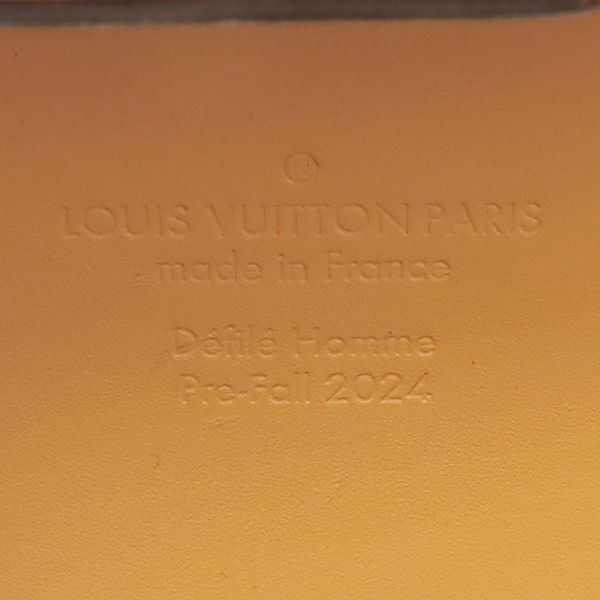 ®
LOUIS VUITTON PARIS
made in France
Défilé Homme
Pre-Fall 2024